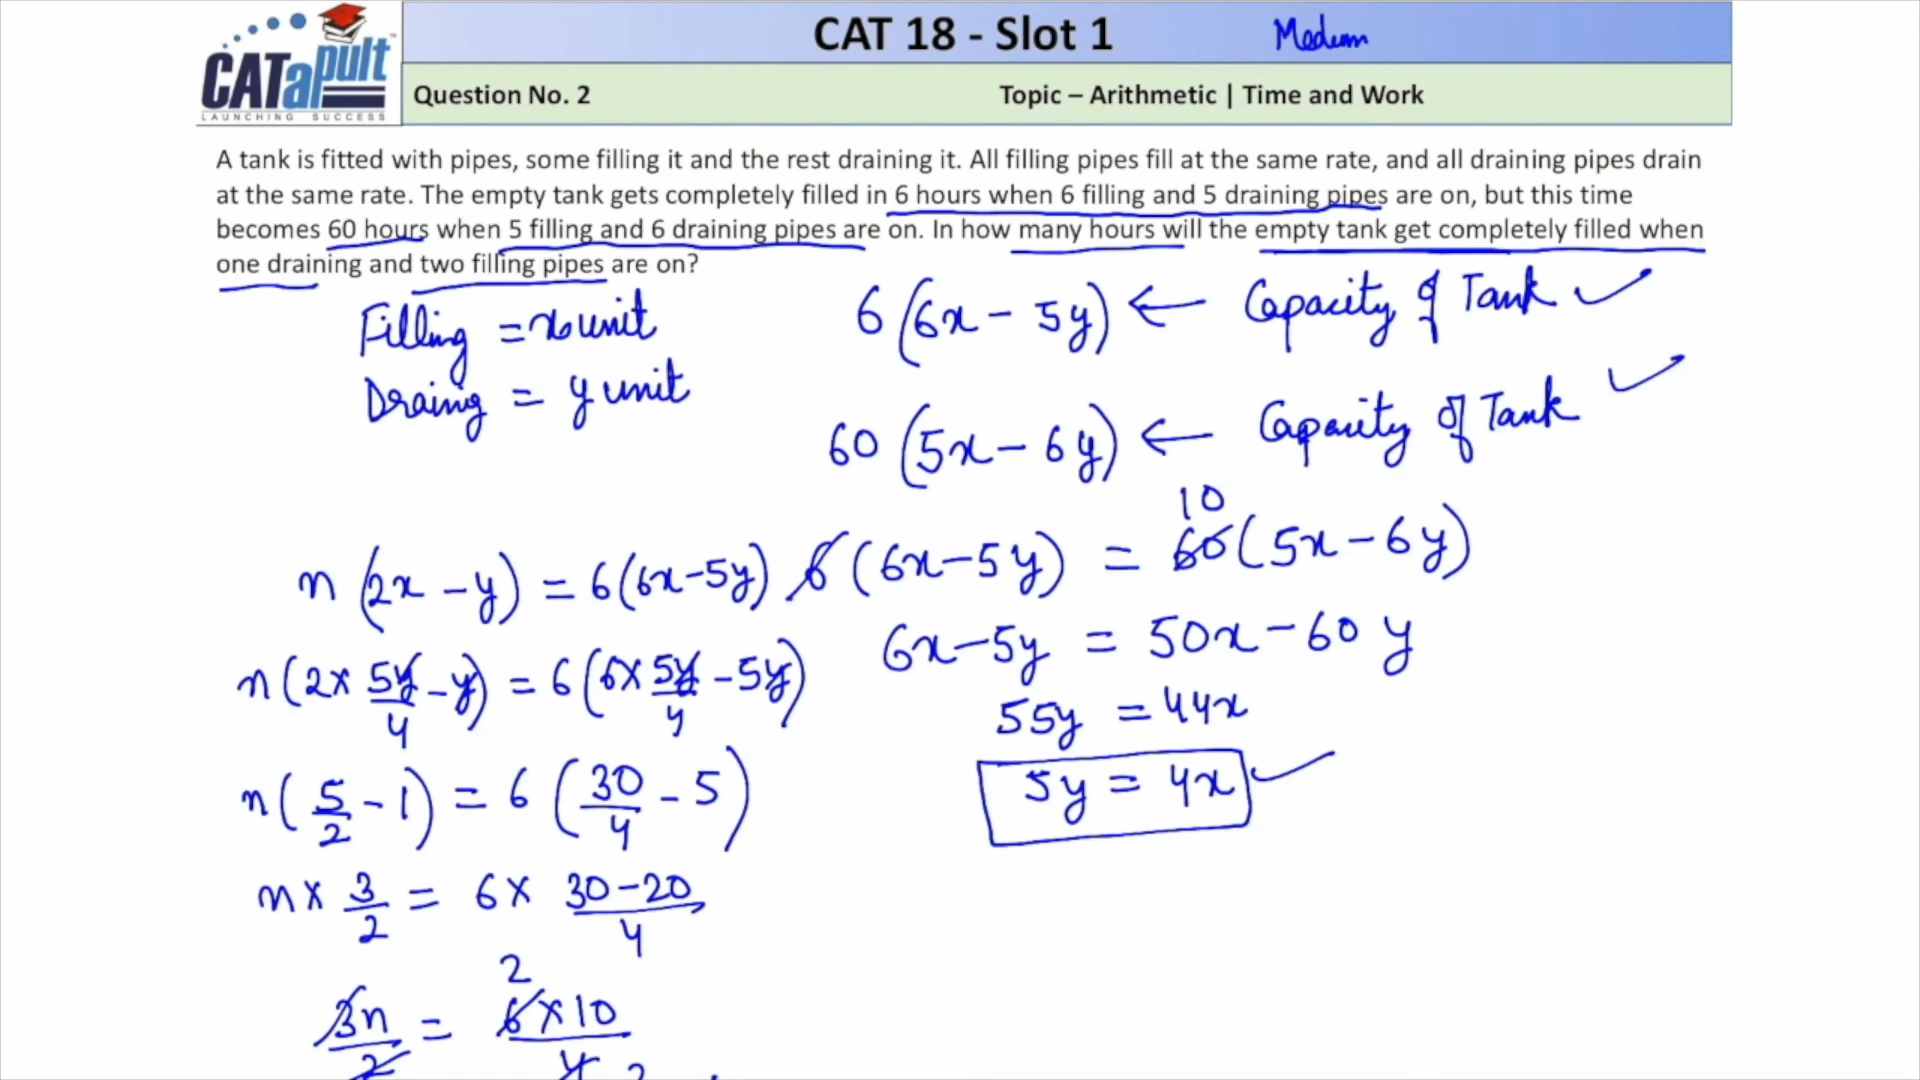 CATapult
LAUNCHING SUCCESS
CAT 18 - Slot 1
Medium
Question No. 2
Topic – Arithmetic | Time and Work
A tank is fitted with pipes, some filling it and the rest draining it. All filling pipes fill at the same rate, and all draining pipes drain
at the same rate. The empty tank gets completely filled in 6 hours when 6 filling and 5 draining pipes are on, but this time
becomes 60 hours when 5 filling and 6 draining pipes are on. In how many hours will the empty tank get completely filled when
one draining and two filling pipes are on?
Filling = x unit
Draing = y unit
6(6x - 5y) ← Capacity of Tank ✓
60(5x - 6y) ← Capacity of Tank ✓
10
6(6x-5y) = 60(5x-6y)
6x-5y = 50x-60y
55y = 44x
5y = 4x ✓
n(2x-y) = 6(6x-5y)
n(2× 5y/4 - y) = 6(6× 5y/4 - 5y)
n(5/2 - 1) = 6(30/4 - 5)
n× 3/2 = 6× 30-20/4
2
3n/2 = 6×10/4